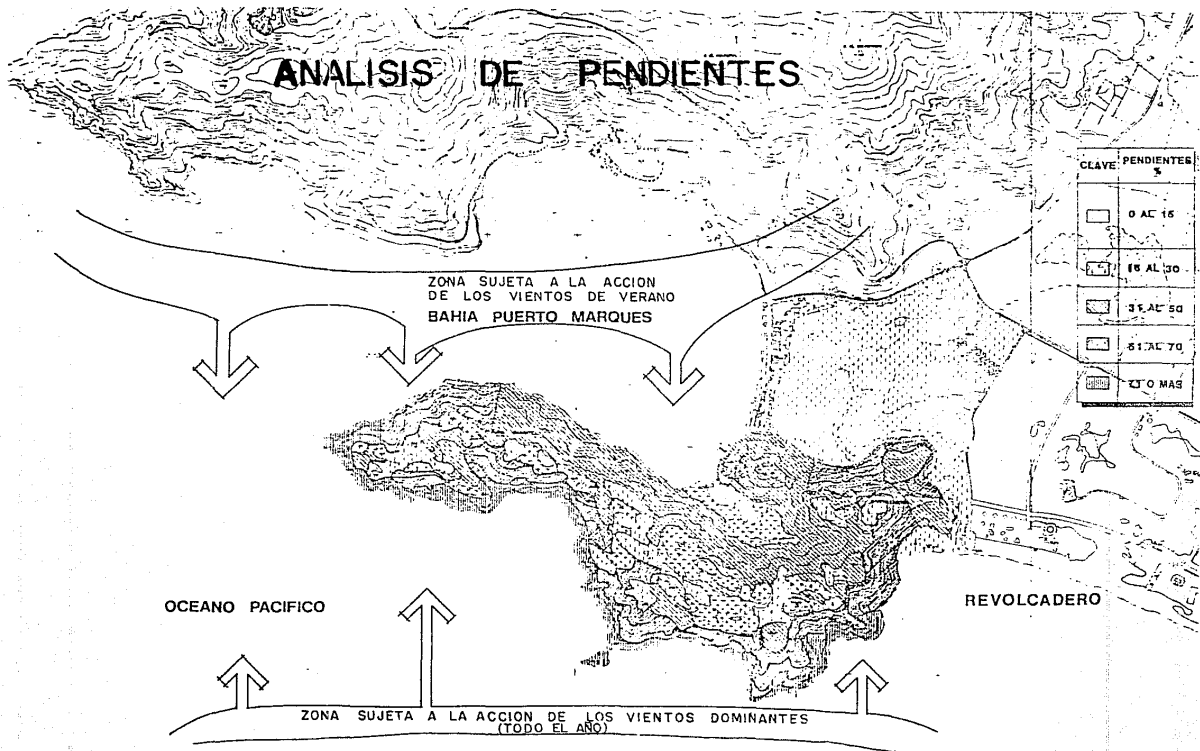 ANALISIS DE PENDIENTES
CLAVE PENDIENTES %
0 AL 15
16 AL 30
31 AL 50
51 AL 70
71 O MAS
ZONA SUJETA A LA ACCION
DE LOS VIENTOS DE VERANO
BAHIA PUERTO MARQUES
OCEANO PACIFICO
REVOLCADERO
ZONA SUJETA A LA ACCION DE LOS VIENTOS DOMINANTES
(TODO EL AÑO)